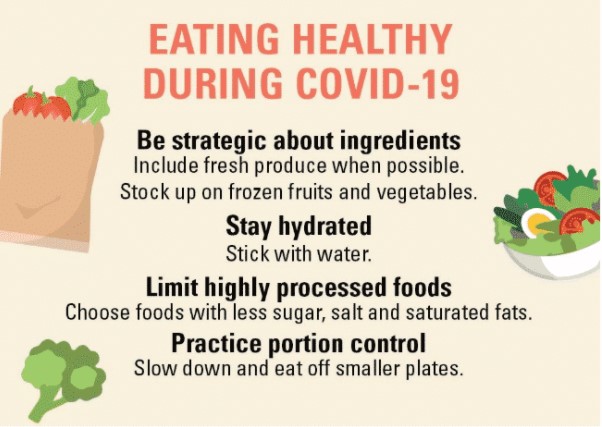 EATING HEALTHY
DURING COVID-19
Be strategic about ingredients
Include fresh produce when possible.
Stock up on frozen fruits and vegetables.
Stay hydrated
Stick with water.
Limit highly processed foods
Choose foods with less sugar, salt and saturated fats.
Practice portion control
Slow down and eat off smaller plates.